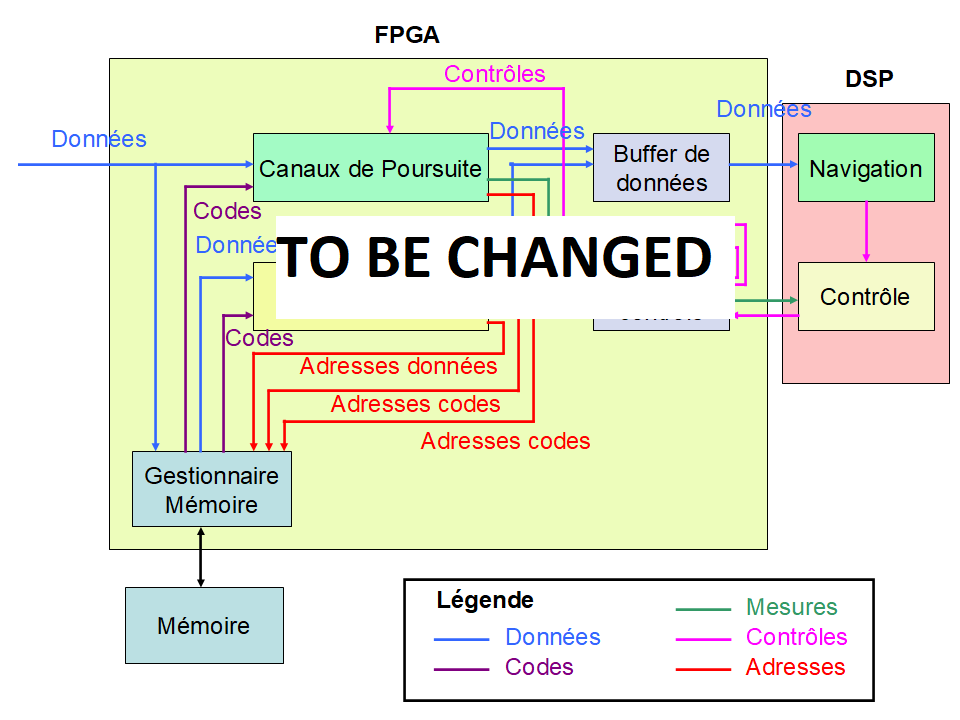 FPGA
Contrôles
DSP
Données
Données
Données
Canaux de Poursuite
Buffer de
données
Navigation
Codes
TO BE CHANGED
Contrôle
Codes
Adresses données
Adresses codes
Adresses codes
Gestionnaire
Mémoire
Mémoire
Légende
Données
Codes
Mesures
Contrôles
Adresses